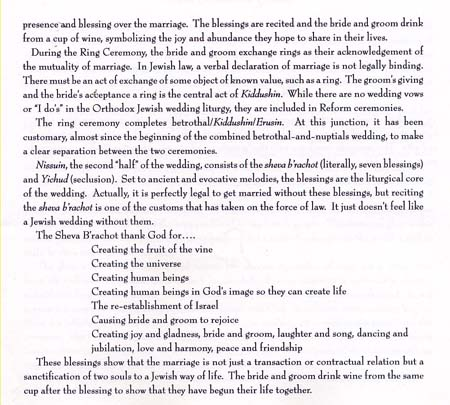 presence and blessing over the marriage. The blessings are recited and the bride and groom drink
from a cup of wine, symbolizing the joy and abundance they hope to share in their lives.
During the Ring Ceremony, the bride and groom exchange rings as their acknowledgement of
the mutuality of marriage. In Jewish law, a verbal declaration of marriage is not legally binding.
There must be an act of exchange of some object of known value, such as a ring. The groom's giving
and the bride's acceptance a ring is the central act of Kiddushin. While there are no wedding vows
or "I do's" in the Orthodox Jewish wedding liturgy, they are included in Reform ceremonies.
The ring ceremony completes betrothal/Kiddushin/Erusin. At this junction, it has been
customary, almost since the beginning of the combined betrothal-and-nuptials wedding, to make
a clear separation between the two ceremonies.
Nissuin, the second "half" of the wedding, consists of the sheva b'rachot (literally, seven blessings)
and Yichud (seclusion). Set to ancient and evocative melodies, the blessings are the liturgical core
of the wedding. Actually, it is perfectly legal to get married without these blessings, but reciting
the sheva b'rachot is one of the customs that has taken on the force of law. It just doesn't feel like
a Jewish wedding without them.
The Sheva B'rachot thank God for….
Creating the fruit of the vine
Creating the universe
Creating human beings
Creating human beings in God's image so they can create life
The re-establishment of Israel
Causing bride and groom to rejoice
Creating joy and gladness, bride and groom, laughter and song, dancing and
jubilation, love and harmony, peace and friendship
These blessings show that the marriage is not just a transaction or contractual relation but a
sanctification of two souls to a Jewish way of life. The bride and groom drink wine from the same
cup after the blessing to show that they have begun their life together.